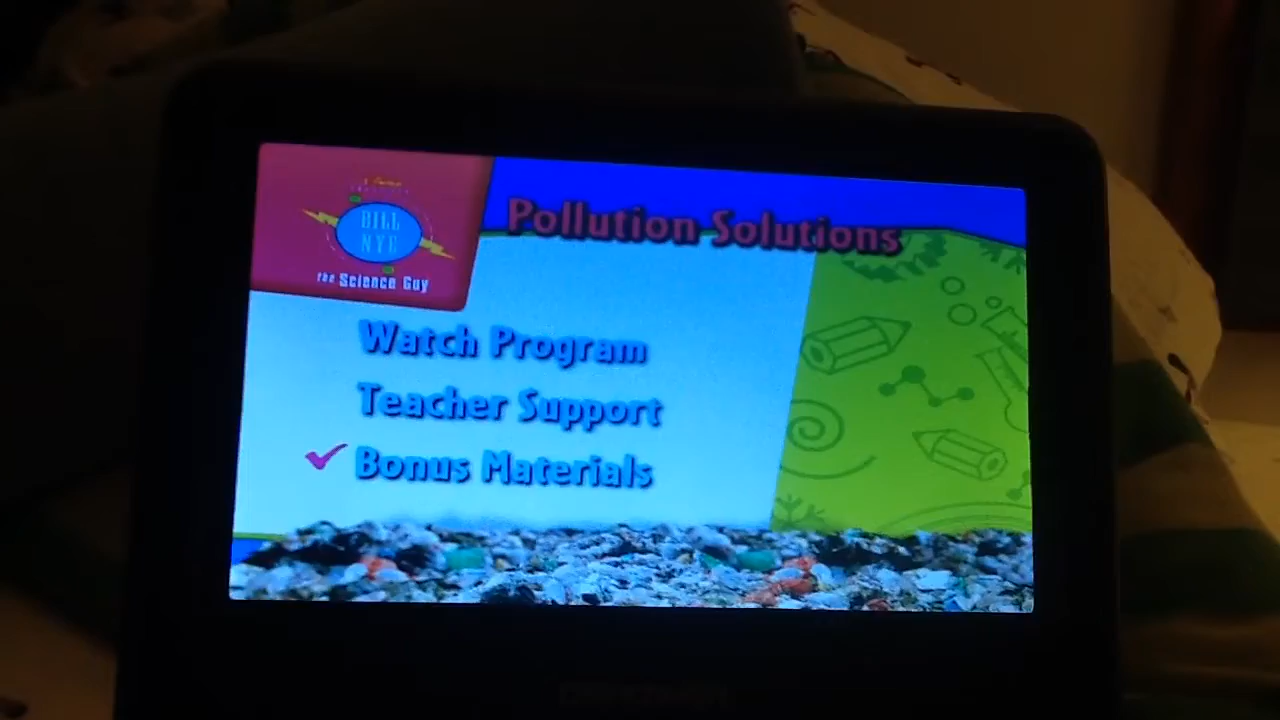 BILL
NYE
the Science Guy
Pollution Solutions
Watch Program
Teacher Support
Bonus Materials